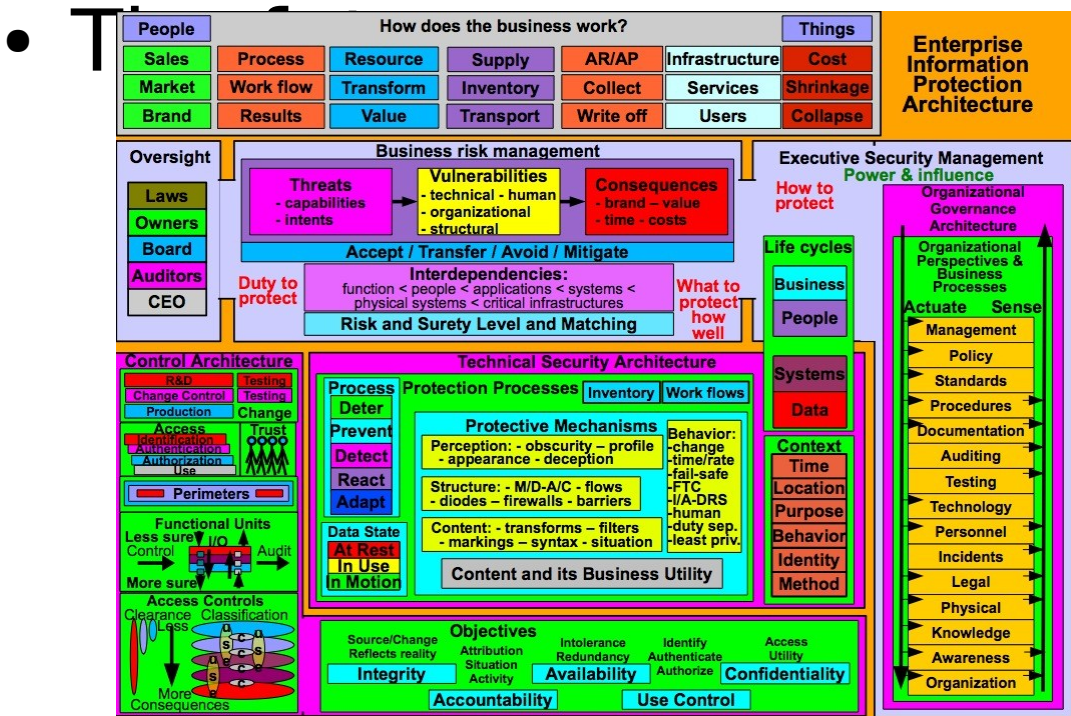 People
How does the business work?
Things
Sales
Process
Resource
Supply
AR/AP
Infrastructure
Cost
Market
Work flow
Transform
Inventory
Collect
Services
Shrinkage
Brand
Results
Value
Transport
Write off
Users
Collapse
Enterprise
Information
Protection
Architecture
Oversight
Laws
Owners
Board
Auditors
CEO
Business risk management
Threats
- capabilities
- intents
Vulnerabilities
- technical - human
- organizational
- structural
Consequences
- brand – value
- time - costs
Accept / Transfer / Avoid / Mitigate
Duty to
protect
Interdependencies:
function < people < applications < systems <
physical systems < critical infrastructures
Risk and Surety Level and Matching
What to
protect
how
well
Executive Security Management
Power & influence
How to
protect
Life cycles
Business
People
Systems
Data
Context
Time
Location
Purpose
Behavior
Identity
Method
Organizational
Governance
Architecture
Organizational
Perspectives &
Business
Processes
Actuate Sense
Management
Policy
Standards
Procedures
Documentation
Auditing
Testing
Technology
Personnel
Incidents
Legal
Physical
Knowledge
Awareness
Organization
Control Architecture
R&D
Testing
Change Control
Testing
Production
Change
Access
Identification
Authentication
Authorization
Use
Trust
Perimeters
Functional Units
Less sure
I/O
Control
Audit
More sure
Access Controls
Clearance Classification
Less
U
S
e
C
U
S
e
C
C
U
S
e
C
More
Consequences
Technical Security Architecture
Process
Deter
Prevent
Detect
React
Adapt
Data State
At Rest
In Use
In Motion
Protection Processes
Inventory
Work flows
Protective Mechanisms
Perception: - obscurity – profile
- appearance - deception
Structure: - M/D-A/C - flows
- diodes – firewalls - barriers
Content: - transforms – filters
- markings – syntax - situation
Behavior:
-change
-time/rate
-fail-safe
-FTC
-I/A-DRS
-human
-duty sep.
-least priv.
Content and its Business Utility
Objectives
Source/Change
Reflects reality
Integrity
Attribution
Situation
Activity
Accountability
Intolerance
Redundancy
Availability
Identify
Authenticate
Authorize
Use Control
Access
Utility
Confidentiality